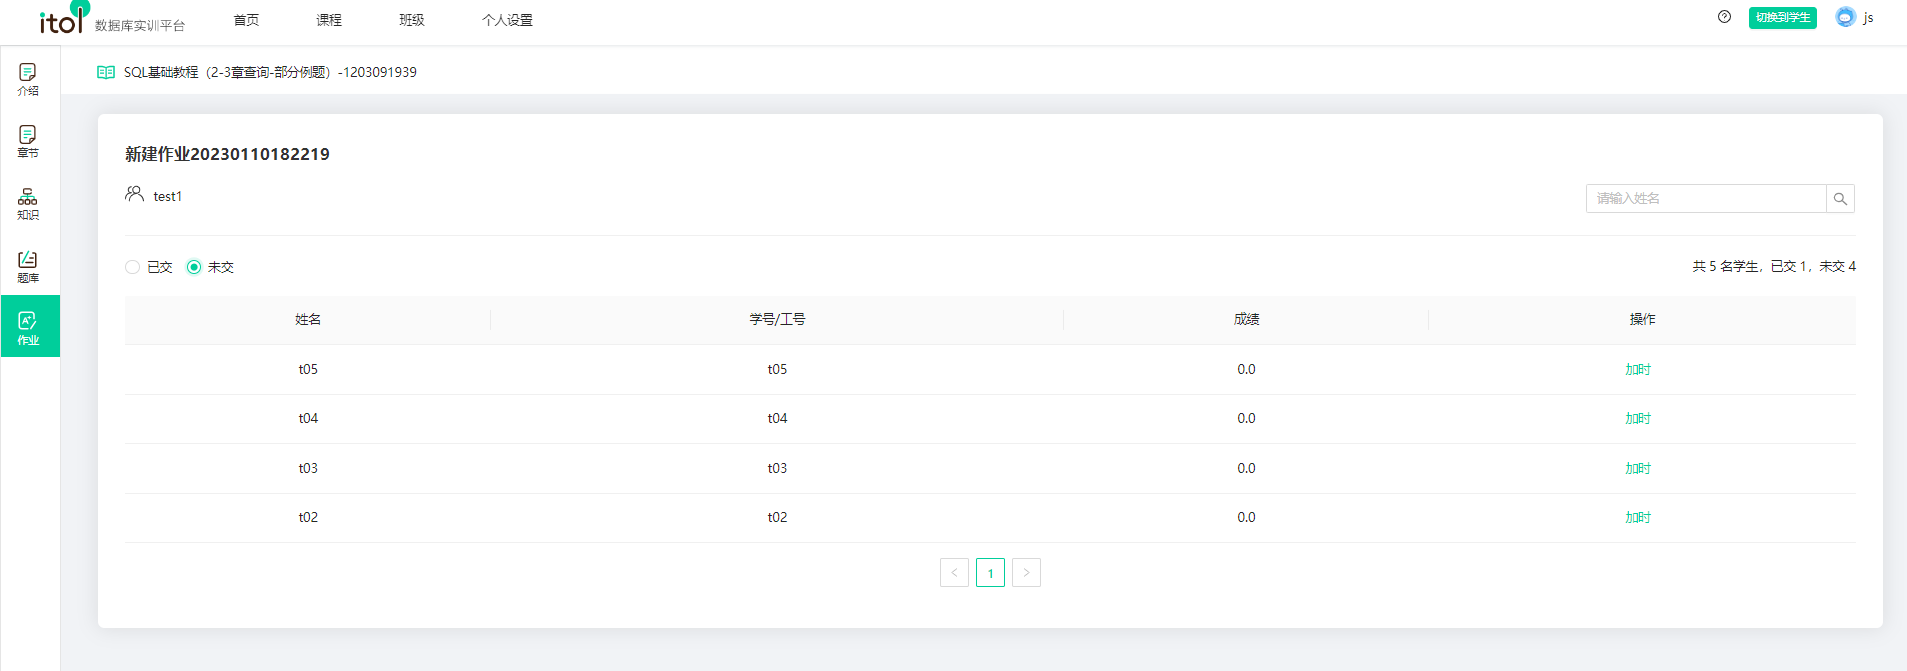 itol 数据库实训平台 首页 课程 班级 个人设置 切换到学生 js
介绍
章节
知识
题库
作业
SQL基础教程（2-3章查询-部分例题）-1203091939
新建作业20230110182219
test1 请输入姓名
已交 未交 共 5 名学生，已交 1，未交 4
姓名 学号/工号 成绩 操作
t05 t05 0.0 加时
t04 t04 0.0 加时
t03 t03 0.0 加时
t02 t02 0.0 加时
< 1 >